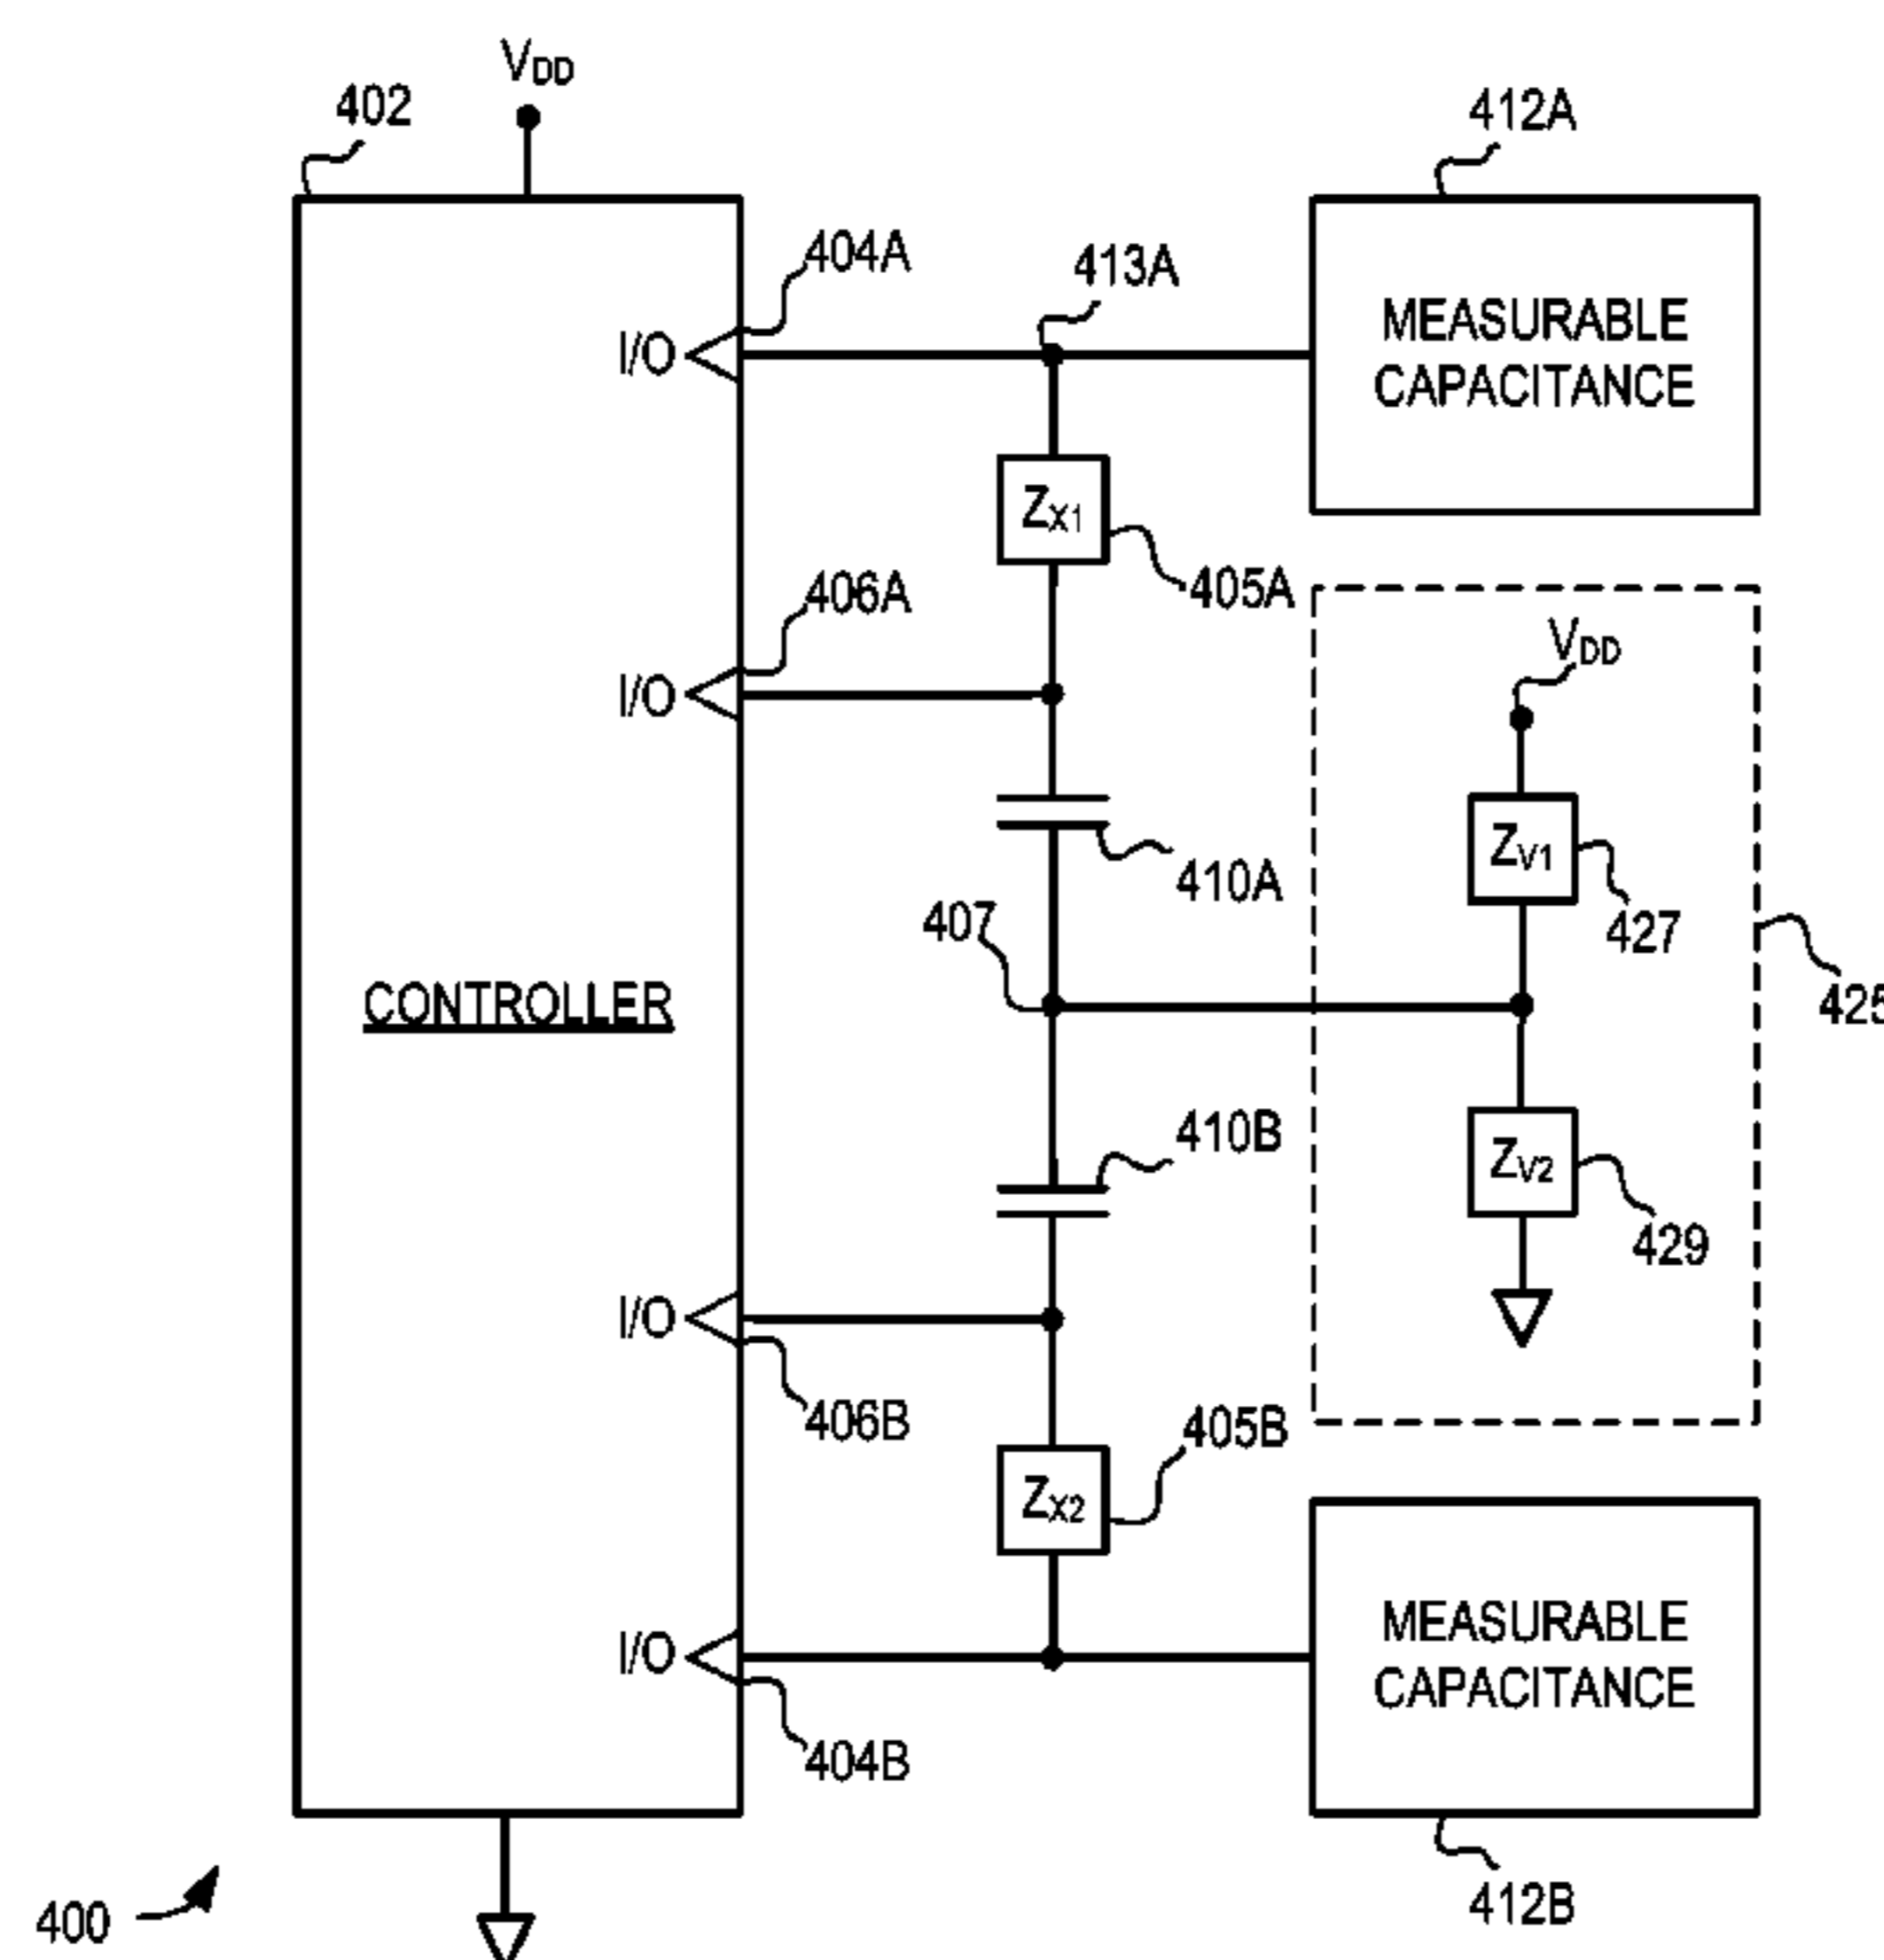 VDD
402
412A
404A
413A
I/O
MEASURABLE
CAPACITANCE
ZX1
405A
406A
I/O
VDD
ZV1
427
410A
407
CONTROLLER
425
410B
ZV2
429
I/O
406B
405B
ZX2
I/O
MEASURABLE
CAPACITANCE
404B
412B
400